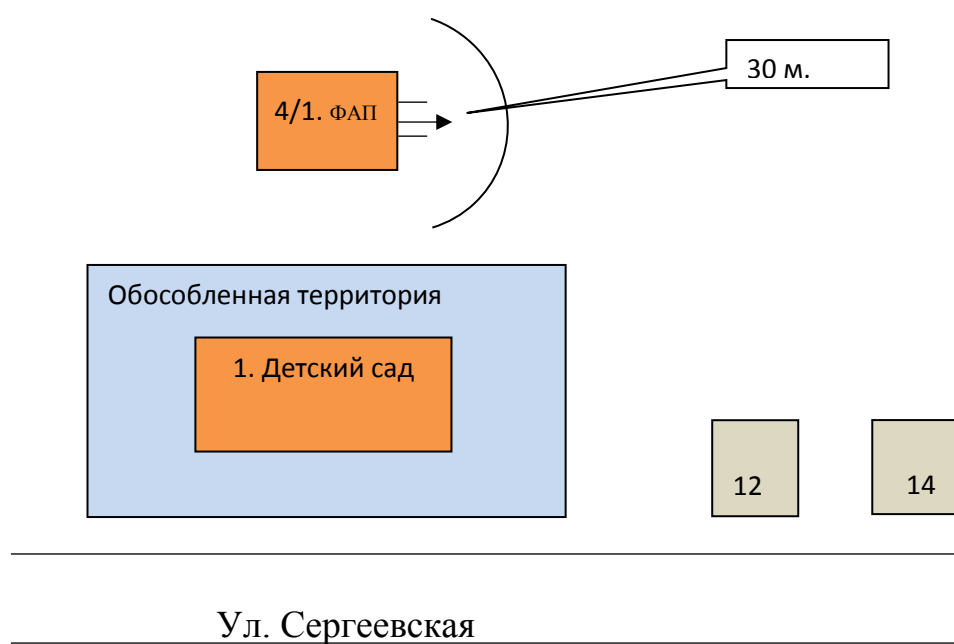 30 м.
4/1. ФАП
Обособленная территория
1. Детский сад
12
14
Ул. Сергеевская